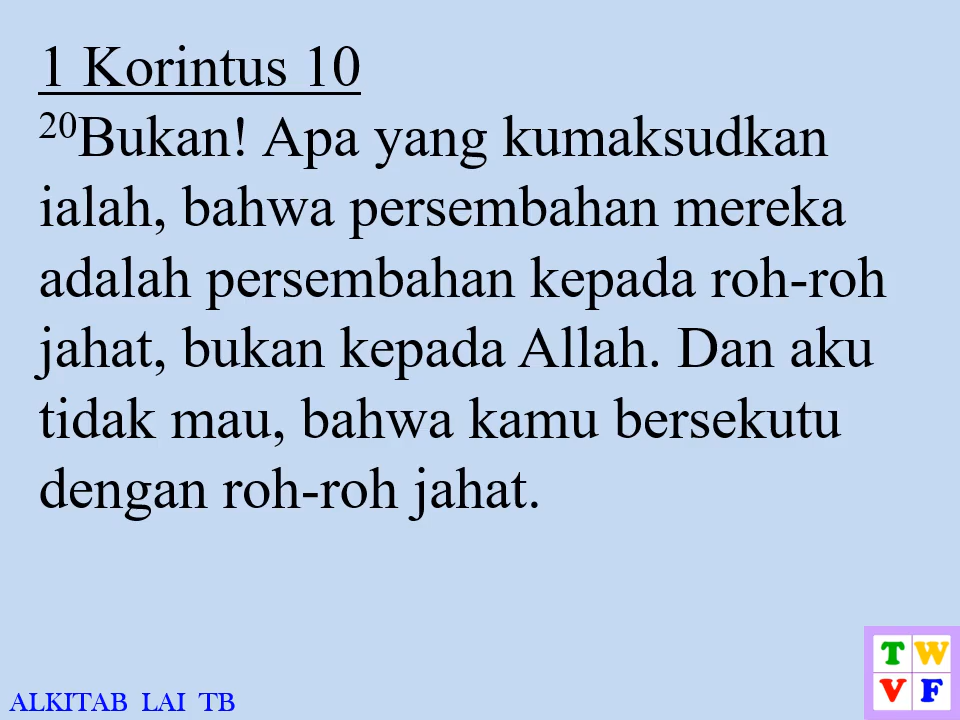 1 Korintus 10
20Bukan! Apa yang kumaksudkan
ialah, bahwa persembahan mereka
adalah persembahan kepada roh-roh
jahat, bukan kepada Allah. Dan aku
tidak mau, bahwa kamu bersekutu
dengan roh-roh jahat.
ALKITAB LAI TB
T W
V F